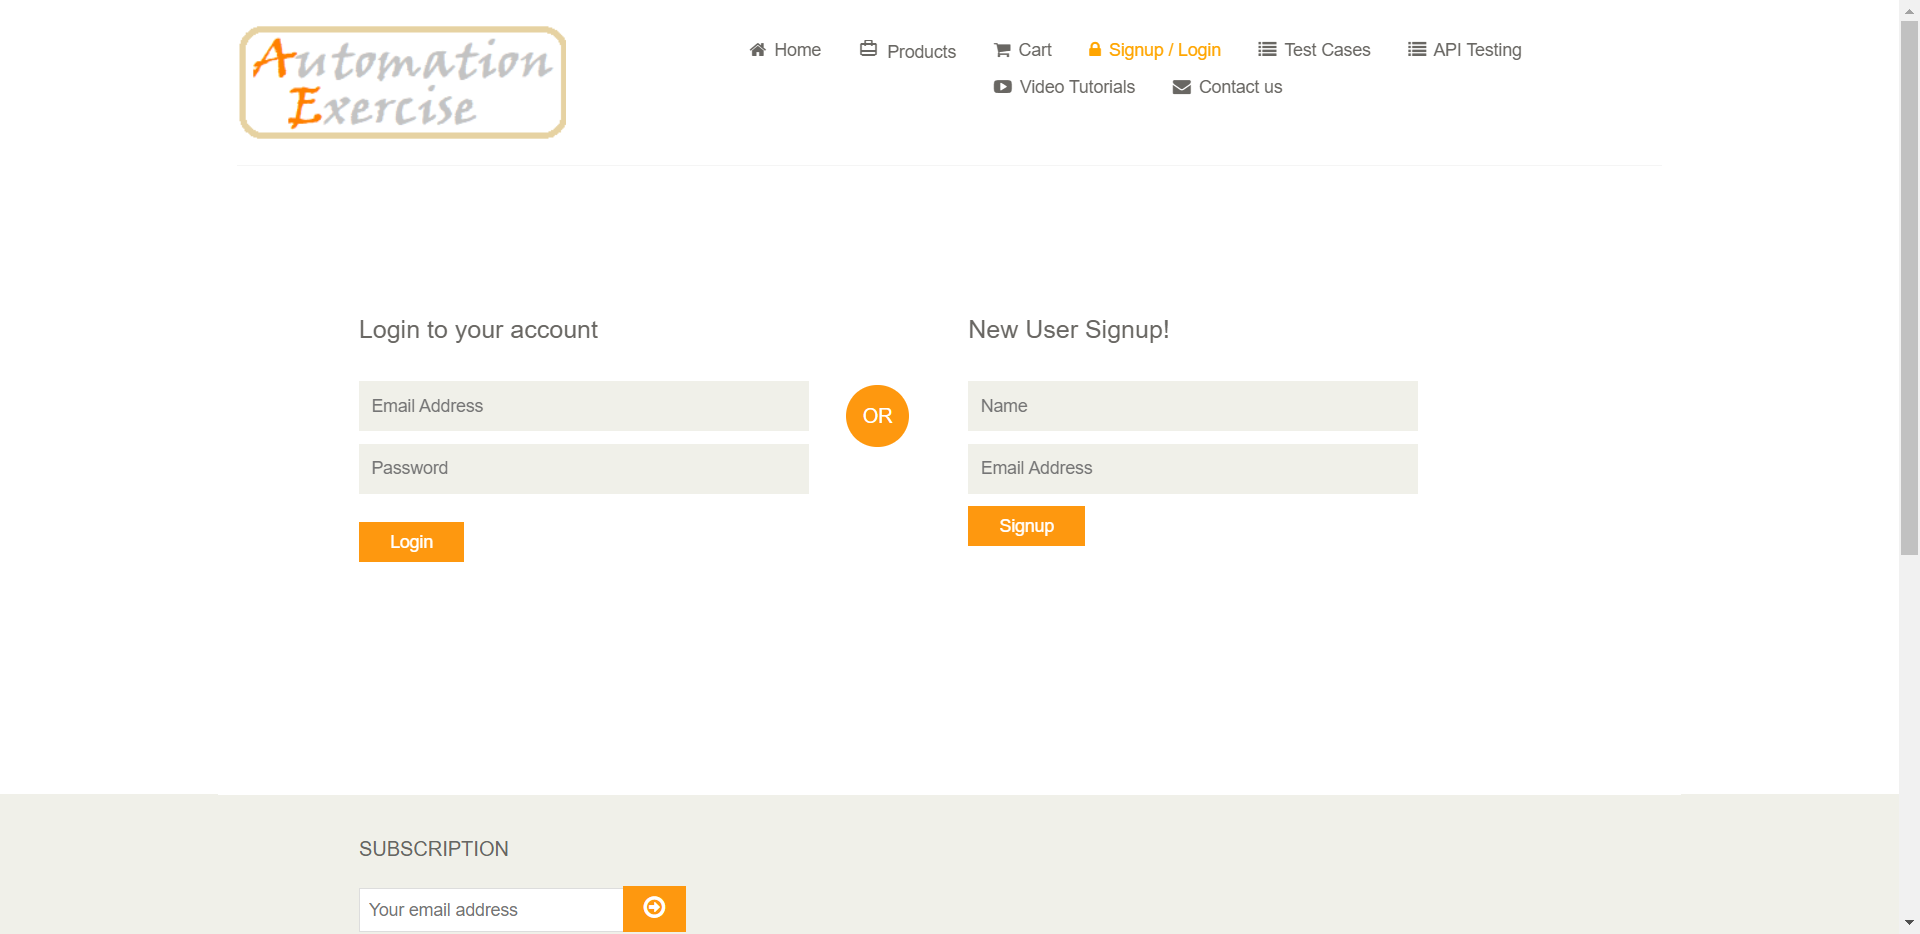 Automation
Exercise
Home
Products
Cart
Signup / Login
Test Cases
API Testing
Video Tutorials
Contact us
Login to your account
Email Address
Password
Login
OR
New User Signup!
Name
Email Address
Signup
SUBSCRIPTION
Your email address